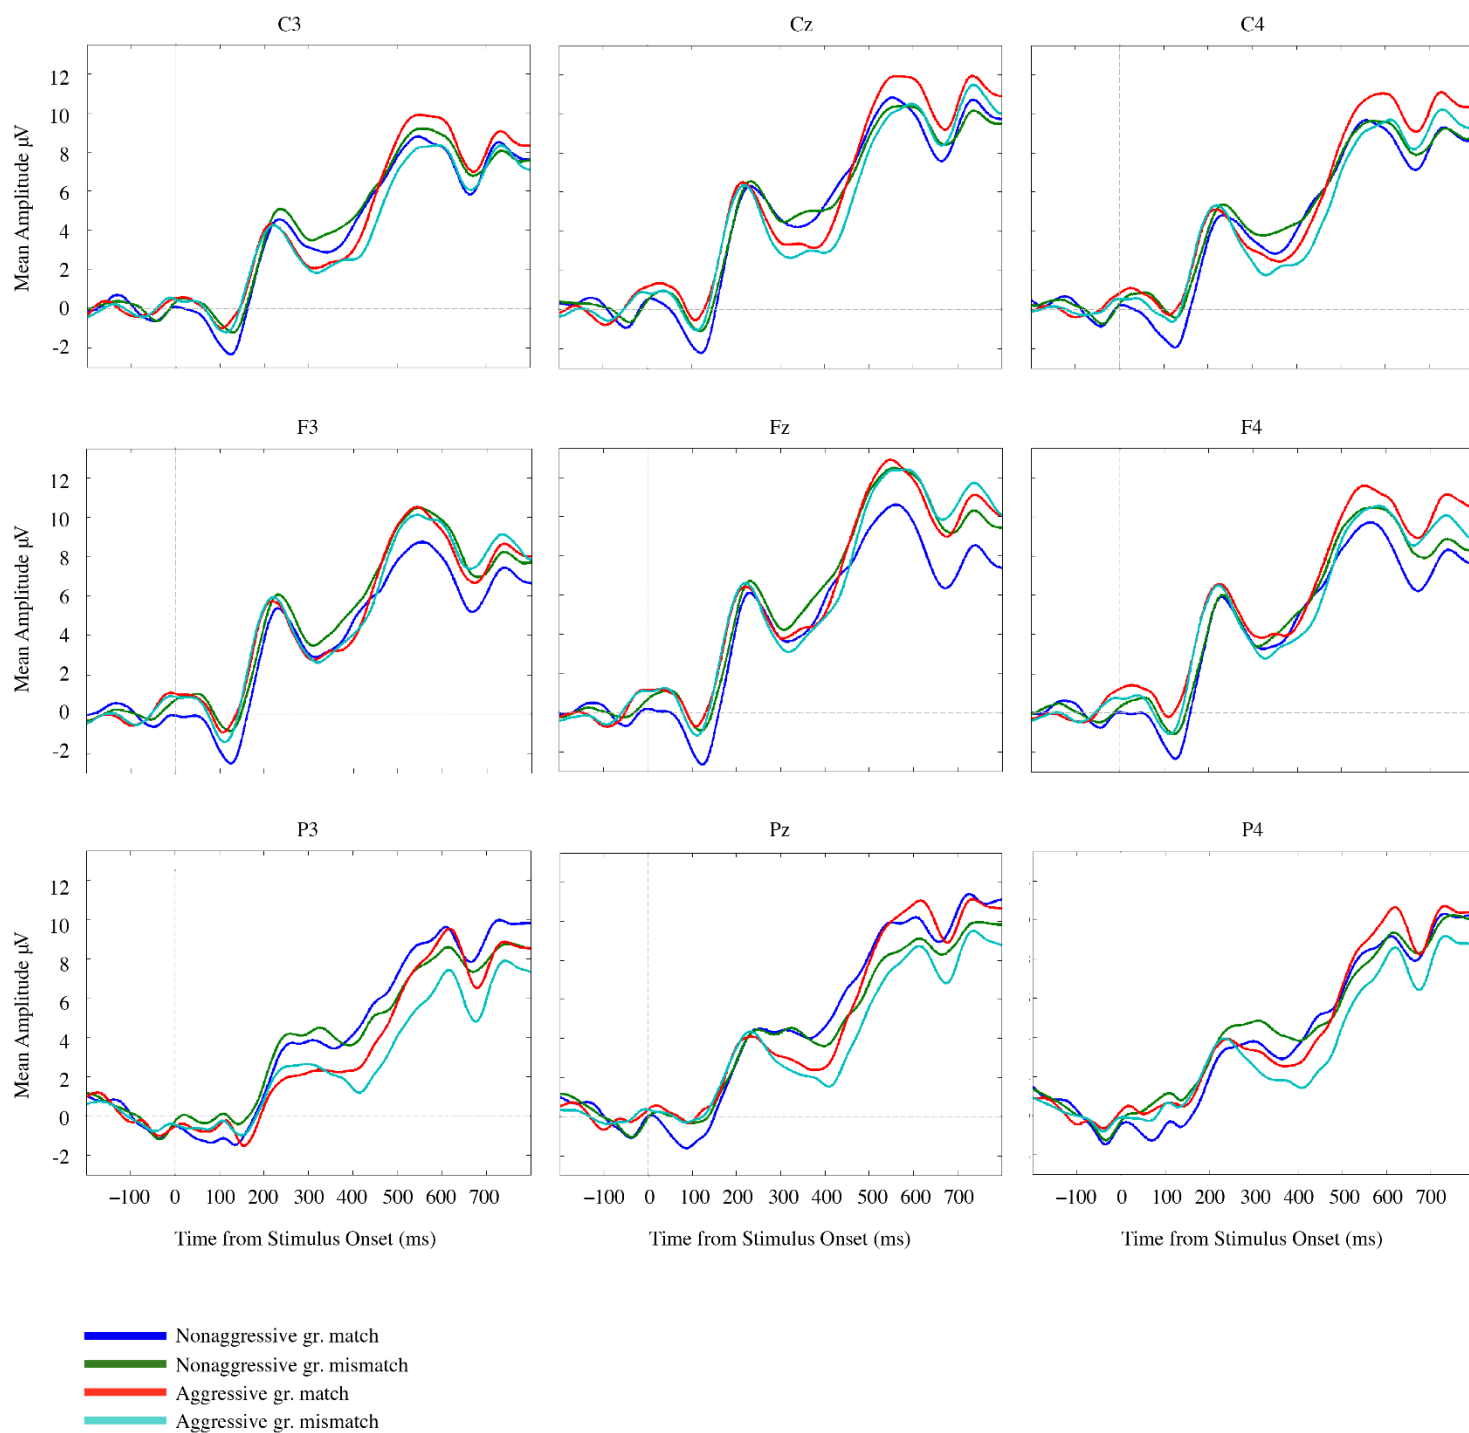 C3 Cz C4
12
10
8
6
4
2
0
-2
Mean Amplitude µV
F3 Fz F4
12
10
8
6
4
2
0
-2
Mean Amplitude µV
P3 Pz P4
12
10
8
6
4
2
0
-2
Mean Amplitude µV
−100 0 100 200 300 400 500 600 700
−100 0 100 200 300 400 500 600 700
−100 0 100 200 300 400 500 600 700
Time from Stimulus Onset (ms)
Time from Stimulus Onset (ms)
Time from Stimulus Onset (ms)
Nonaggressive gr. match
Nonaggressive gr. mismatch
Aggressive gr. match
Aggressive gr. mismatch